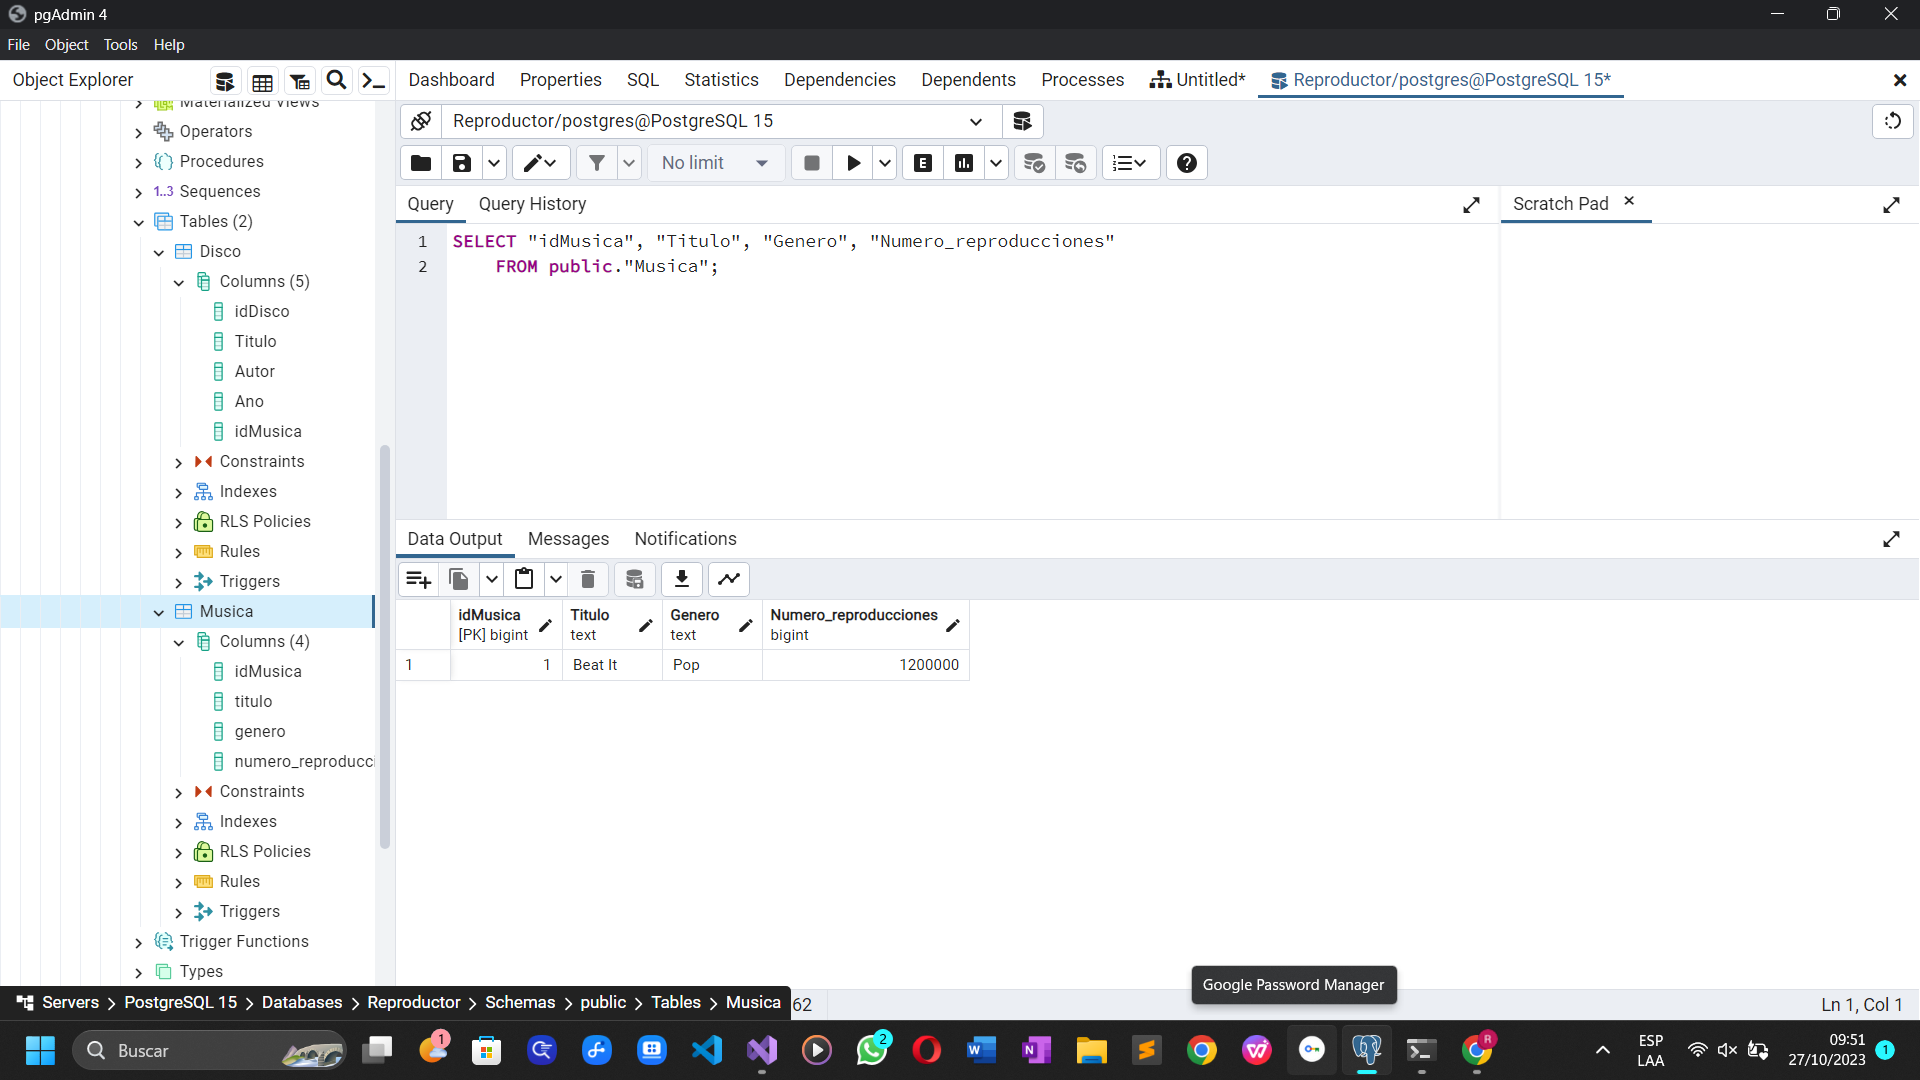 pgAdmin 4
File Object Tools Help
Object Explorer
Dashboard Properties SQL Statistics Dependencies Dependents Processes Untitled* Reproductor/postgres@PostgreSQL 15*
Materialized Views
Operators
Procedures
1..3 Sequences
Tables (2)
Disco
Columns (5)
idDisco
Titulo
Autor
Ano
idMusica
Constraints
Indexes
RLS Policies
Rules
Triggers
Musica
Columns (4)
idMusica
titulo
genero
numero_reproducci
Constraints
Indexes
RLS Policies
Rules
Triggers
Trigger Functions
Types
Reproductor/postgres@PostgreSQL 15
No limit
E
Query Query History
Scratch Pad
1 SELECT "idMusica", "Titulo", "Genero", "Numero_reproducciones"
2 FROM public."Musica";
Data Output Messages Notifications
idMusica Titulo Genero Numero_reproducciones
[PK] bigint text text bigint
1 1 Beat It Pop 1200000
Google Password Manager
Servers > PostgreSQL 15 > Databases > Reproductor > Schemas > public > Tables > Musica 62
Ln 1, Col 1
Buscar
1
2
R
ESP
LAA
09:51
27/10/2023
1